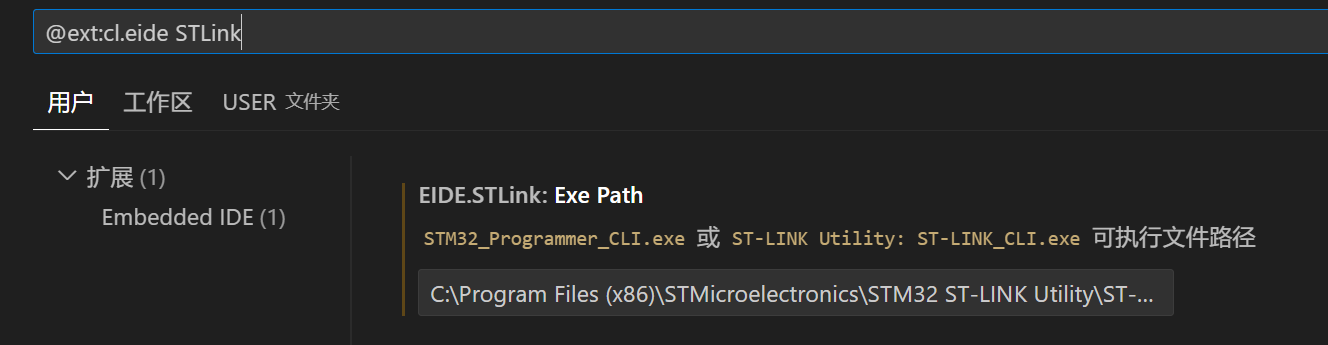 @ext:cl.eide STLink
用户 工作区 USER 文件夹
扩展 (1)
Embedded IDE (1)
EIDE.STLink: Exe Path
STM32_Programmer_CLI.exe 或 ST-LINK Utility: ST-LINK_CLI.exe 可执行文件路径
C:\Program Files (x86)\STMicroelectronics\STM32 ST-LINK Utility\ST-...